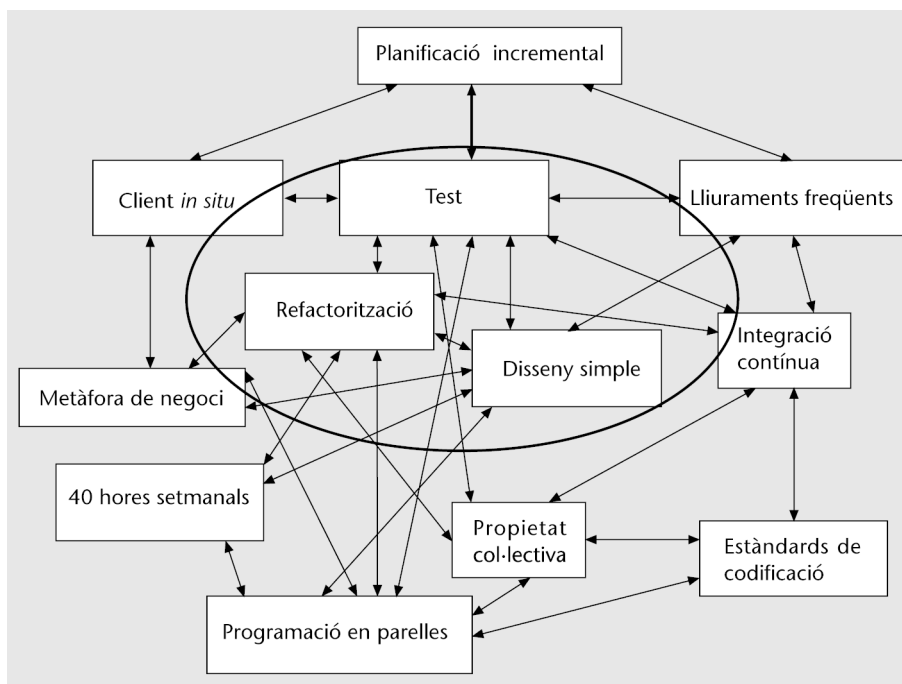 Planificació incremental
Client in situ
Test
Lliuraments freqüents
Refactorització
Disseny simple
Integració
contínua
Metàfora de negoci
40 hores setmanals
Propietat
col·lectiva
Estàndards de
codificació
Programació en parelles